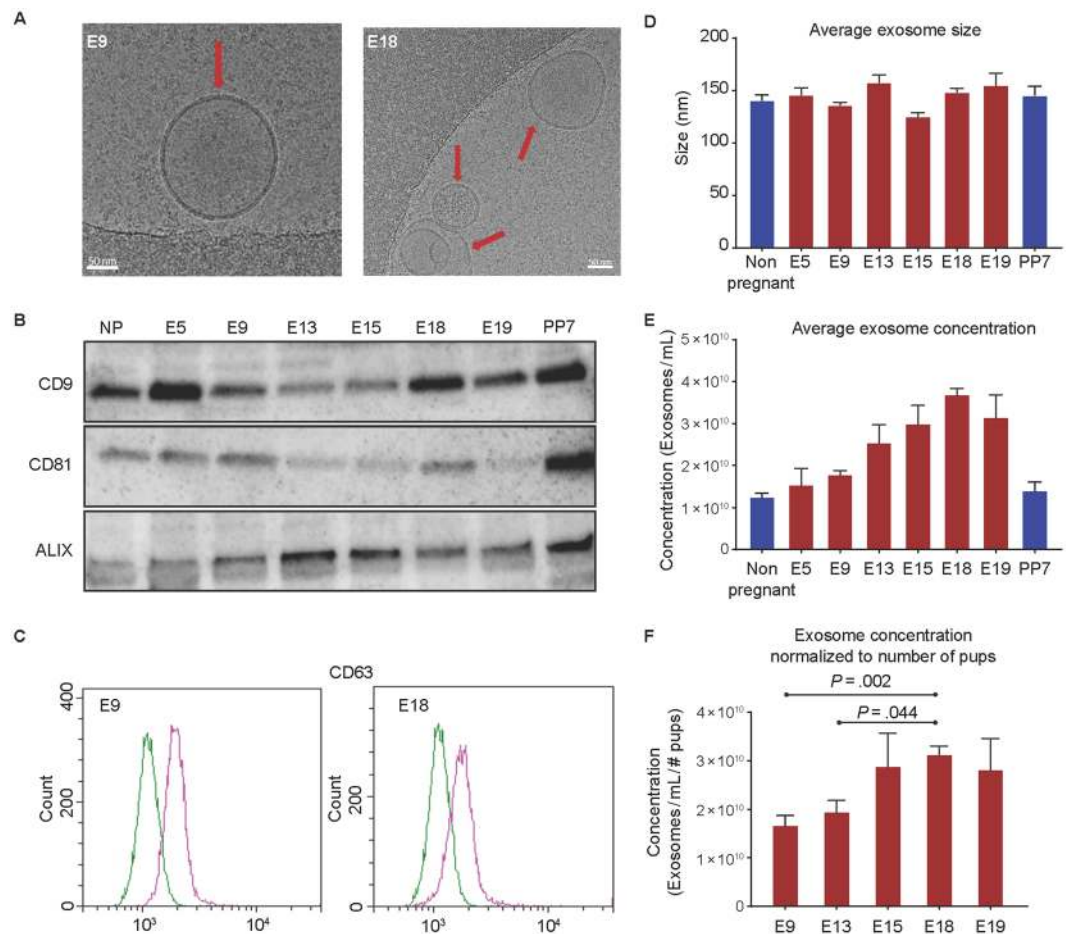 A
E9
50 nm
E18
50 nm
B
NP E5 E9 E13 E15 E18 E19 PP7
CD9
CD81
ALIX
C
CD63
E9
400
200
0
Count
10³ 10⁴
E18
200
0
Count
10³ 10⁴
D
Average exosome size
200
150
100
50
0
Size (nm)
Non pregnant E5 E9 E13 E15 E18 E19 PP7
E
Average exosome concentration
5×10¹⁰
4×10¹⁰
3×10¹⁰
2×10¹⁰
1×10¹⁰
0
Concentration (Exosomes/mL)
Non pregnant E5 E9 E13 E15 E18 E19 PP7
F
Exosome concentration
normalized to number of pups
P = .002
P = .044
4×10¹⁰
3×10¹⁰
2×10¹⁰
1×10¹⁰
0
Concentration
(Exosomes/mL/# pups)
E9 E13 E15 E18 E19